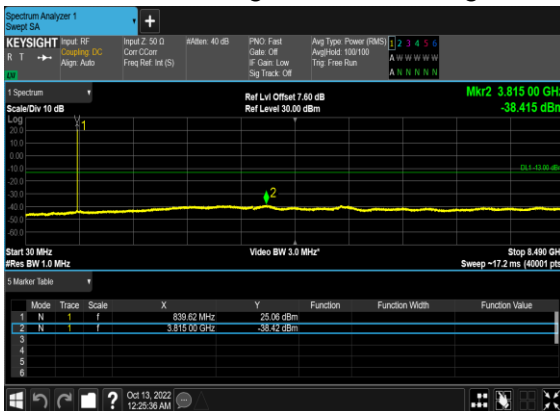 Spectrum Analyzer 1
Swept SA
KEYSIGHT Input: RF Input Z: 50 Ω #Atten: 40 dB PNO: Fast Avg Type: Power (RMS) 1 2 3 4 5 6
R T Coupling: DC Corr CCorr Gate: Off Avg|Hold: 100/100 A W W W W W
Align: Auto Freq Ref: Int (S) IF Gain: Low Trig: Free Run
LV Sig Track: Off A N N N N N
1 Spectrum Ref Lvl Offset 7.60 dB Mkr2 3.815 00 GHz
Scale/Div 10 dB Ref Level 30.00 dBm -38.415 dBm
Log
20.0 1
10.0
0.00
-10.0 DL1 -13.00 dBm
-20.0
-30.0 2
-40.0
-50.0
-60.0
Start 30 MHz Video BW 3.0 MHz* Stop 8.490 GH
#Res BW 1.0 MHz Sweep ~17.2 ms (40001 pts
5 Marker Table
Mode Trace Scale X Y Function Function Width Function Value
1 N 1 f 839.62 MHz 25.06 dBm
2 N 1 f 3.815 00 GHz -38.42 dBm
3
4
5
6
? Oct 13, 2022
12:25:36 AM